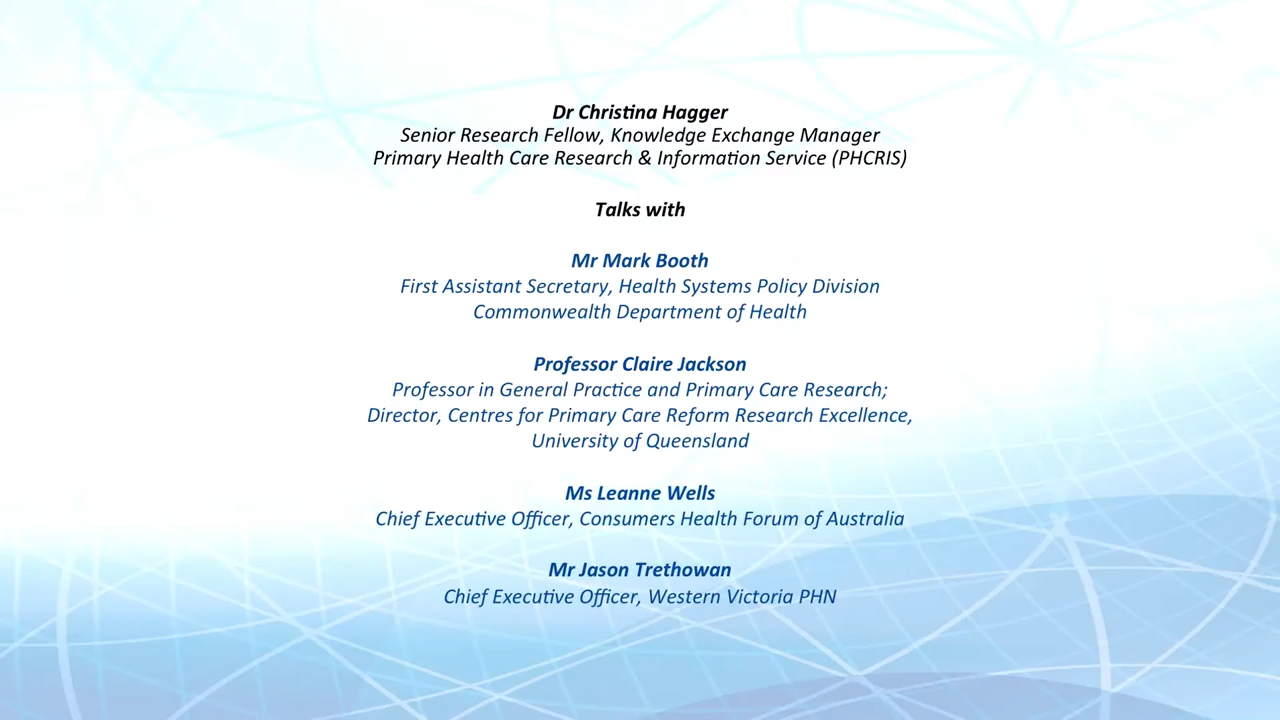 Dr Christina Hagger
Senior Research Fellow, Knowledge Exchange Manager
Primary Health Care Research & Information Service (PHCRIS)
Talks with
Mr Mark Booth
First Assistant Secretary, Health Systems Policy Division
Commonwealth Department of Health
Professor Claire Jackson
Professor in General Practice and Primary Care Research;
Director, Centres for Primary Care Reform Research Excellence,
University of Queensland
Ms Leanne Wells
Chief Executive Officer, Consumers Health Forum of Australia
Mr Jason Trethowan
Chief Executive Officer, Western Victoria PHN